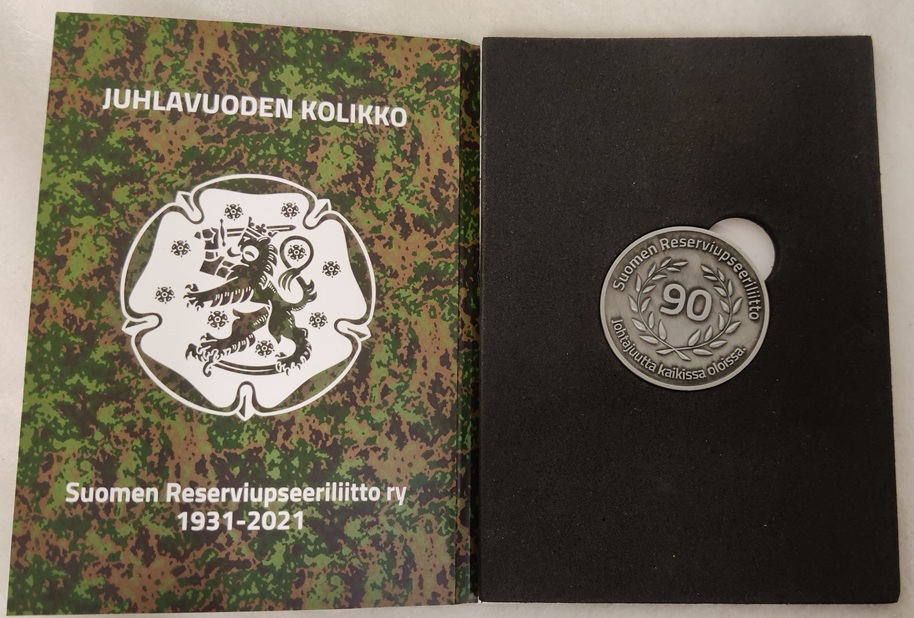 JUHLAVUODEN KOLIKKO
Suomen Reserviupseeriliitto ry
1931-2021
Suomen Reserviupseeriliitto
90
Johtajuutta kaikissa oloissa.